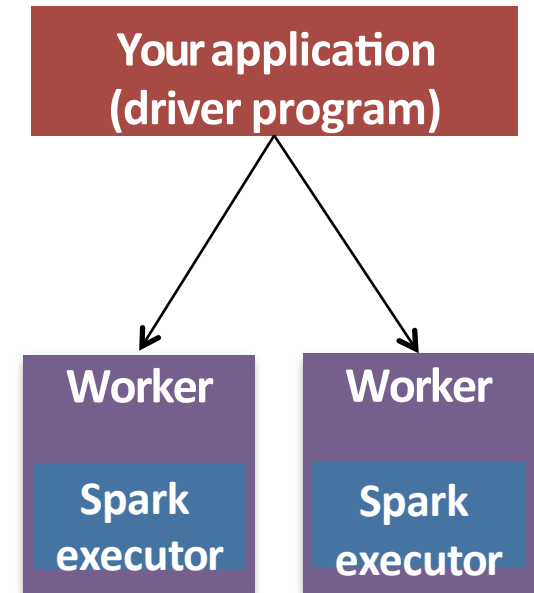 Your application
(driver program)
Worker
Spark
executor
Worker
Spark
executor